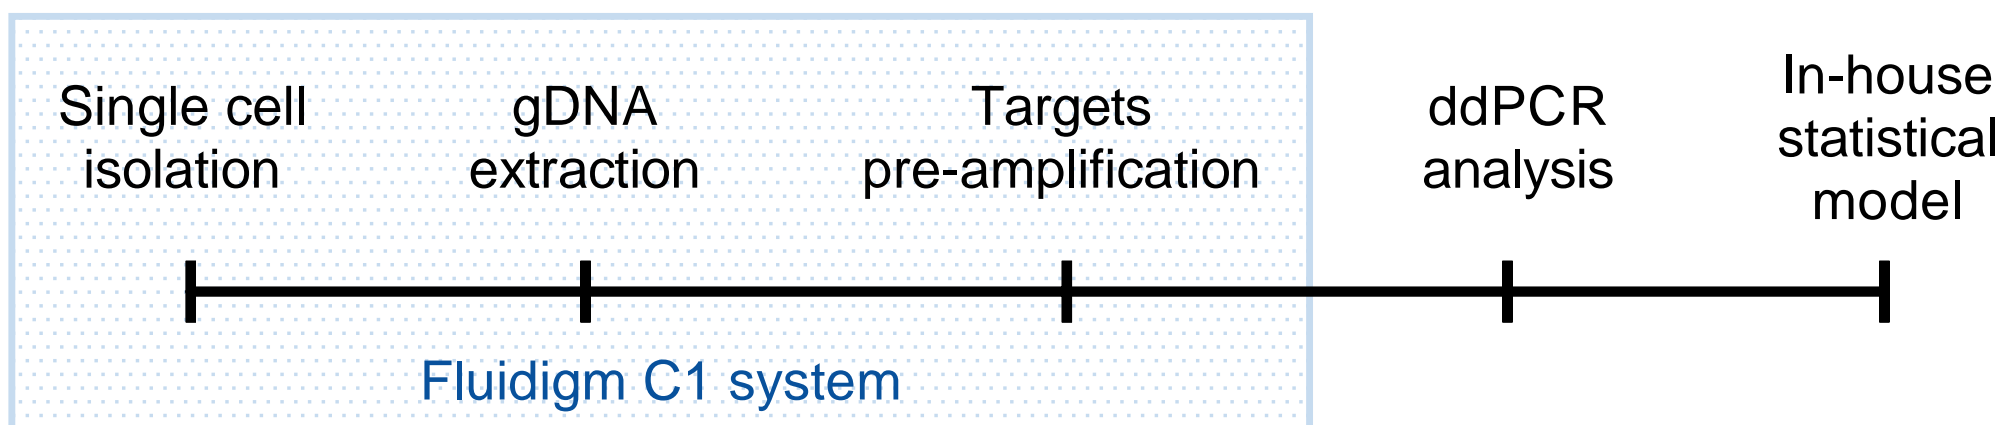 Single cell
isolation
gDNA
extraction
Targets
pre-amplification
ddPCR
analysis
In-house
statistical
model
Fluidigm C1 system